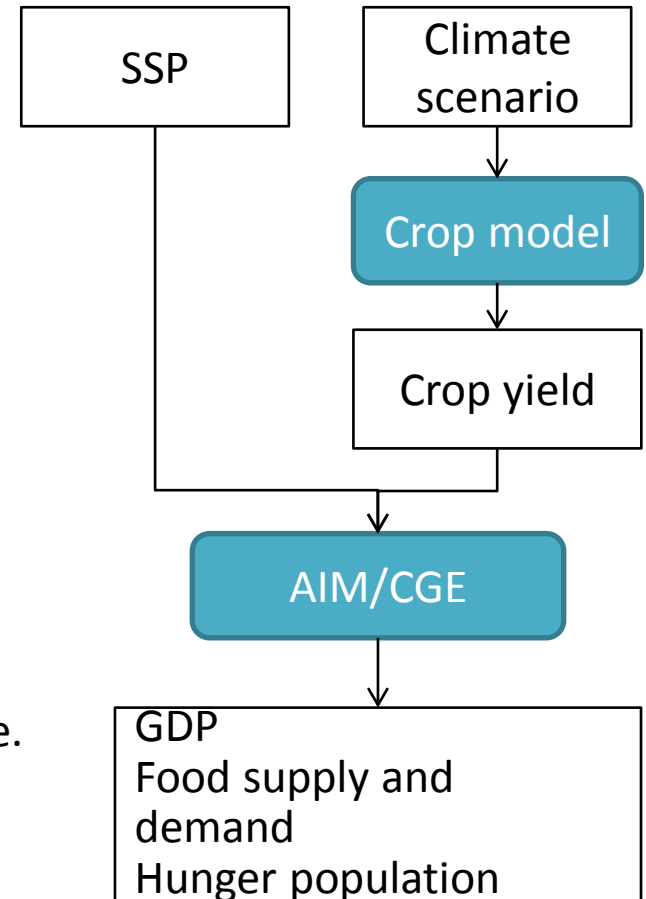 SSP
Climate
scenario
Crop model
Crop yield
AIM/CGE
e.
GDP
Food supply and
demand
Hunger population